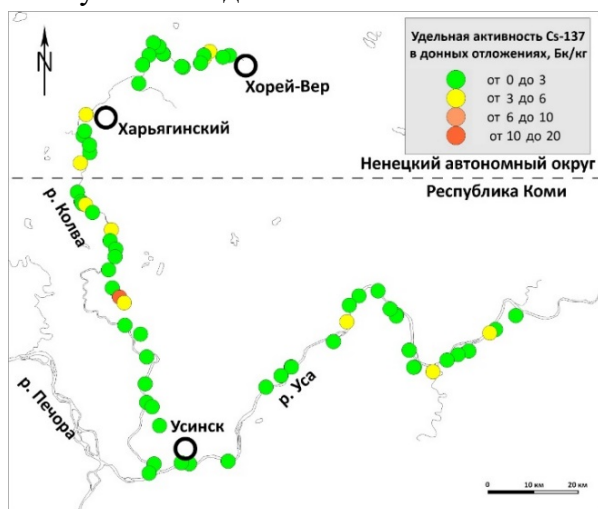 N
Удельная активность Cs-137
в донных отложениях, Бк/кг
от 0 до 3
от 3 до 6
от 6 до 10
от 10 до 20
Хорей-Вер
Харьягинский
Ненецкий автономный округ
Республика Коми
р. Колва
р. Печора
р. Уса
Усинск
0 10 км 20 км